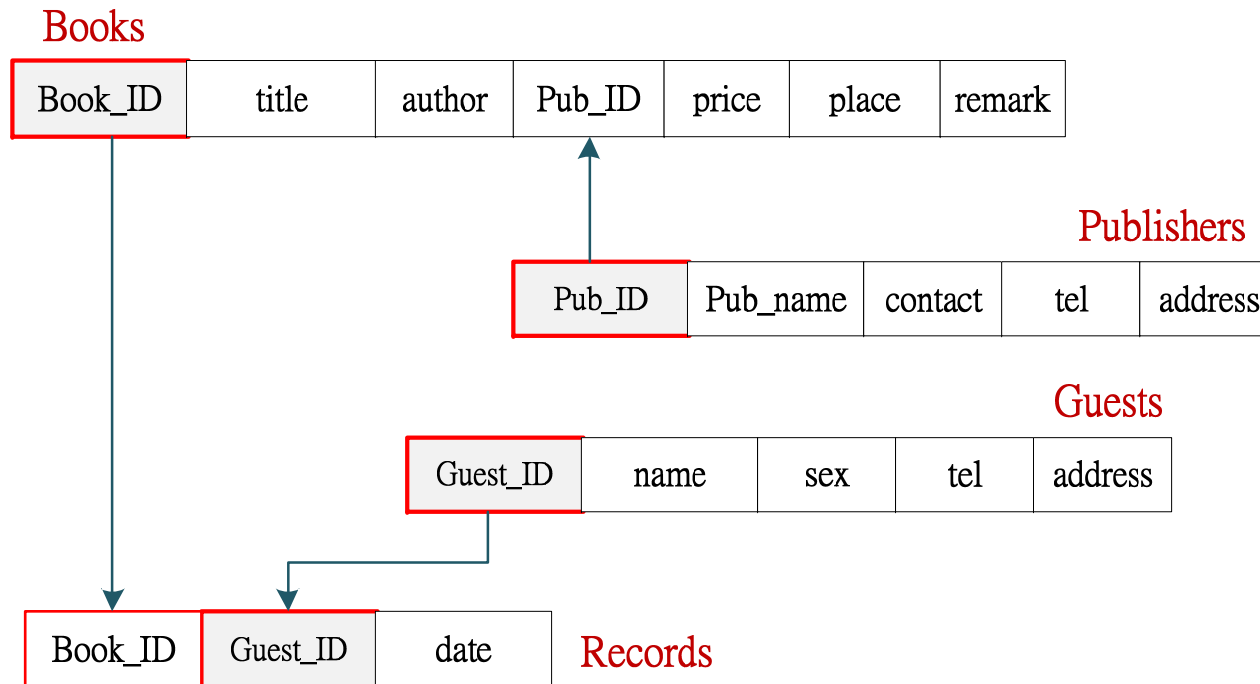 Books
Book_ID title author Pub_ID price place remark
Publishers
Pub_ID Pub_name contact tel address
Guests
Guest_ID name sex tel address
Book_ID Guest_ID date Records